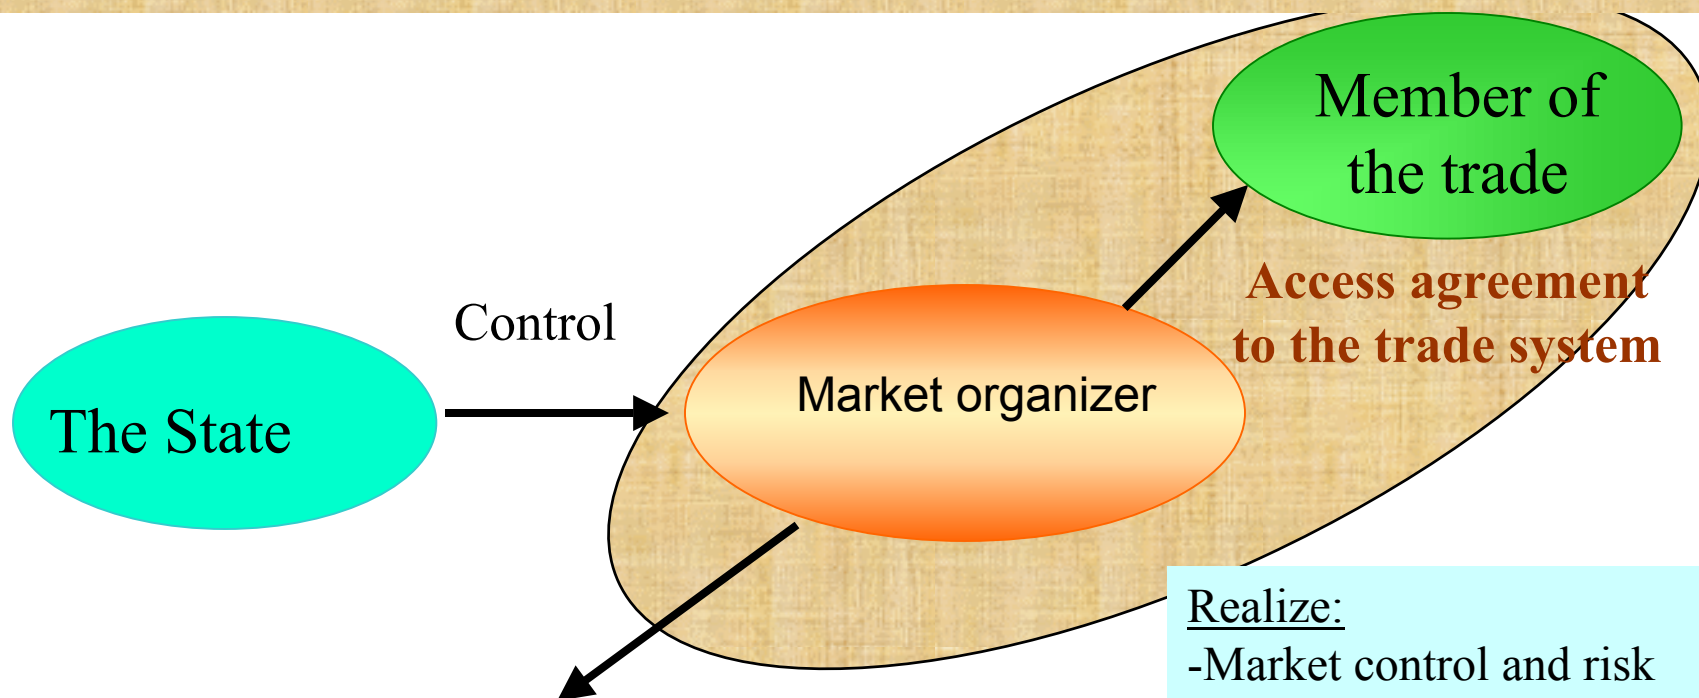 Member of
the trade
Access agreement
to the trade system
Control
Market organizer
The State
Realize:
-Market control and risk